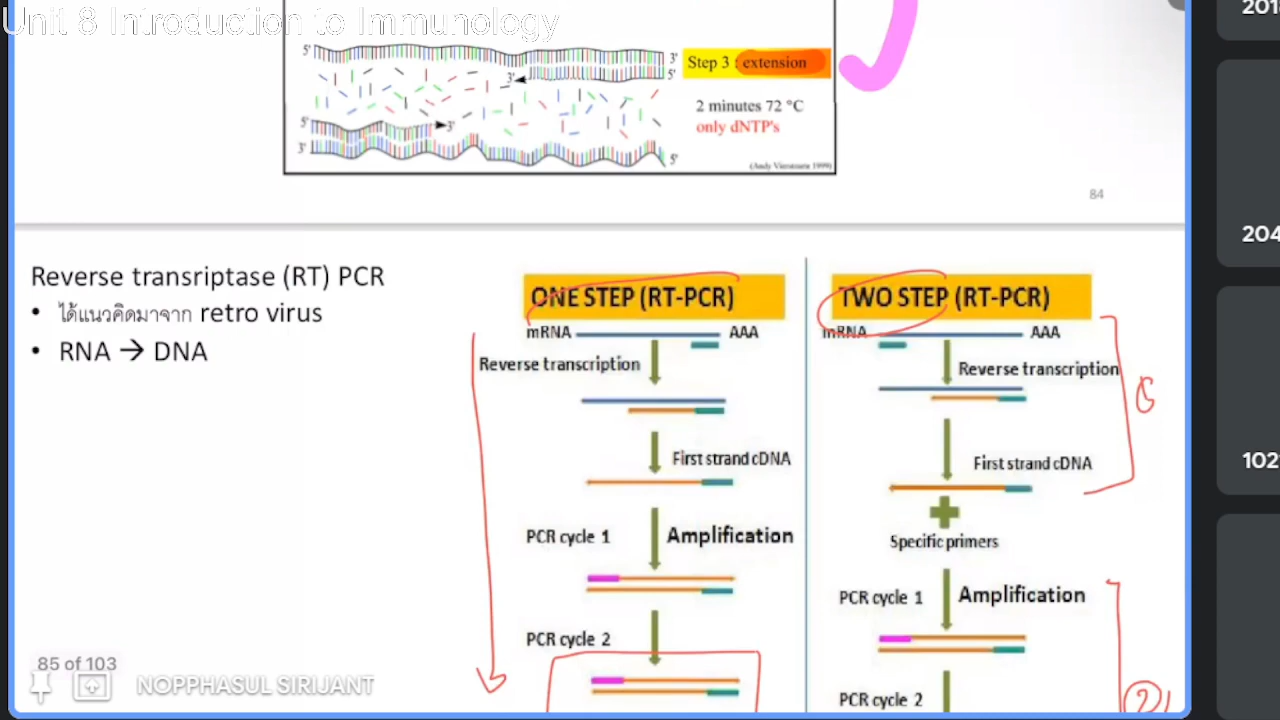 Unit 8 Introduction to Immunology
5'
3'
Step 3 : extension
3'
5'
2 minutes 72 °C
only dNTP's
5'
3'
3'
5'
(Andy Vierstraete 1999)
84
Reverse transriptase (RT) PCR
• ได้แนวคิดมาจาก retro virus
• RNA → DNA
ONE STEP (RT-PCR)
mRNA AAA
Reverse transcription
First strand cDNA
PCR cycle 1 Amplification
PCR cycle 2
TWO STEP (RT-PCR)
mRNA AAA
Reverse transcription
First strand cDNA
Specific primers
PCR cycle 1 Amplification
PCR cycle 2
2
85 of 103
NOPPHASUL SIRIJANT
201
204
102